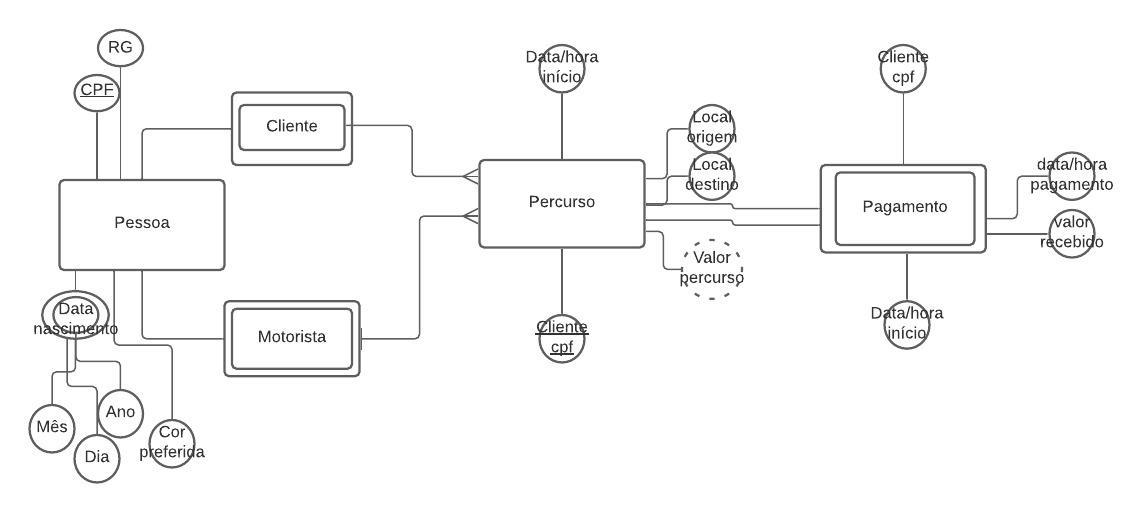 RG
CPF
Cliente
Pessoa
Data
nascimento
Mês
Dia
Ano
Cor
preferida
Motorista
Data/hora
início
Percurso
Local
origem
Local
destino
Valor
percurso
Cliente
cpf
Cliente
cpf
Pagamento
data/hora
pagamento
valor
recebido
Data/hora
início